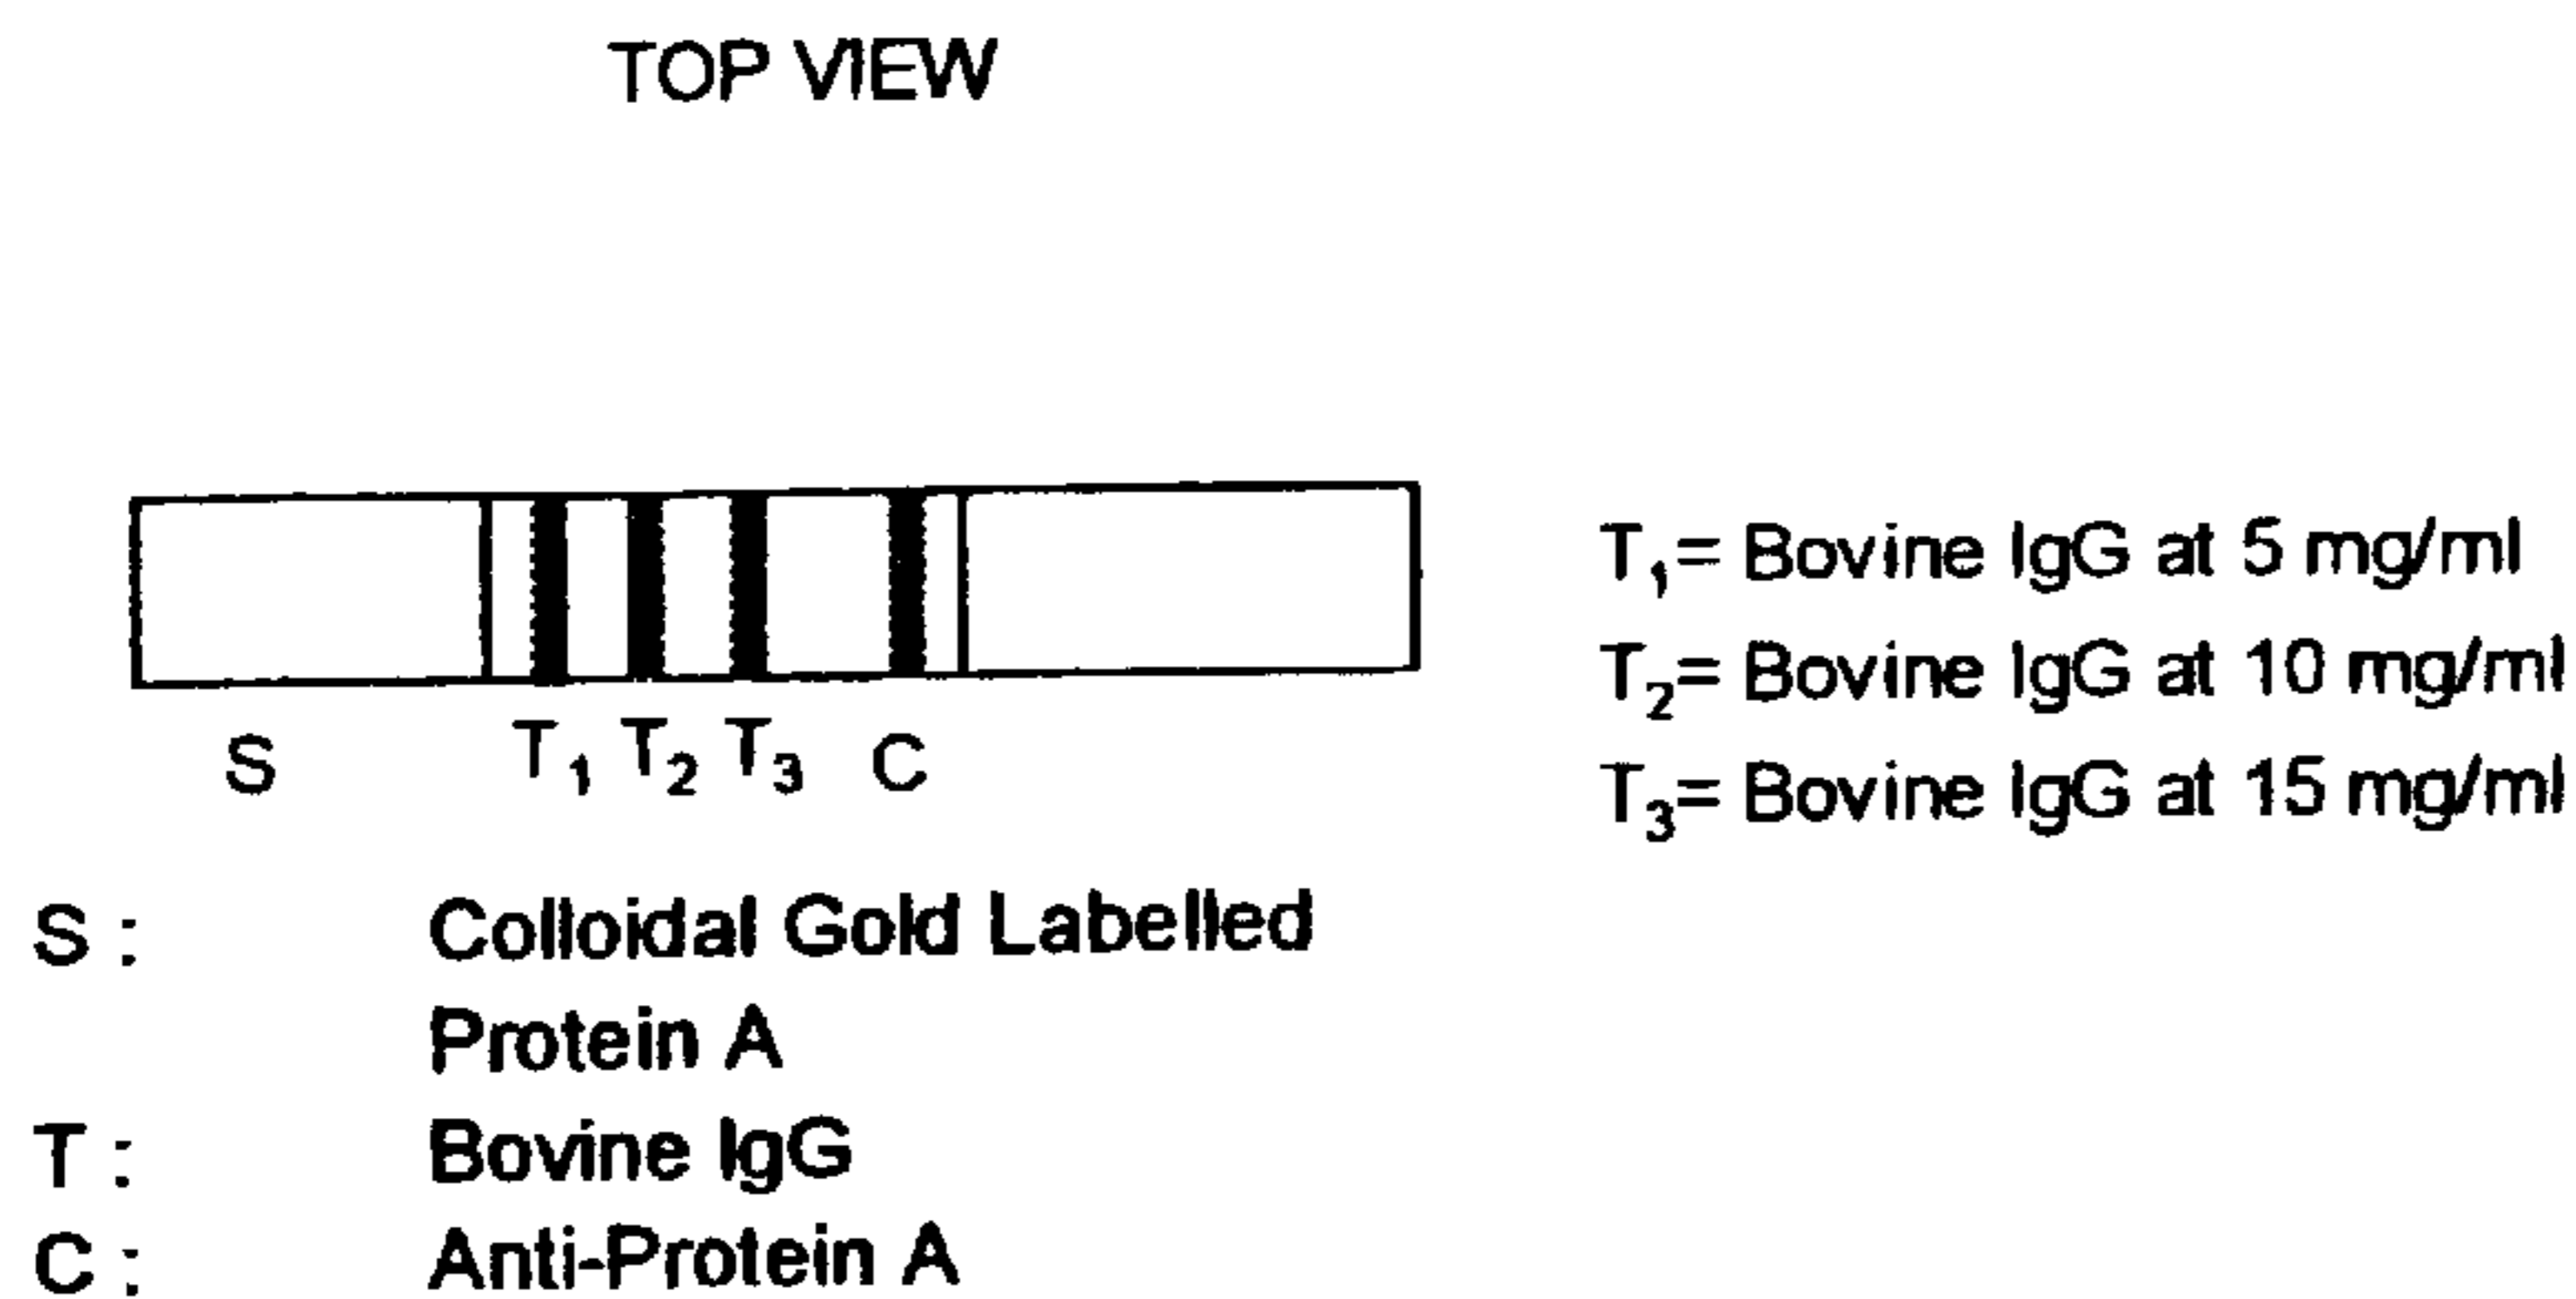 TOP VIEW
T₁= Bovine IgG at 5 mg/ml
T₂= Bovine IgG at 10 mg/ml
T₃= Bovine IgG at 15 mg/ml
S T₁ T₂ T₃ C
S : Colloidal Gold Labelled
Protein A
T : Bovine IgG
C : Anti-Protein A